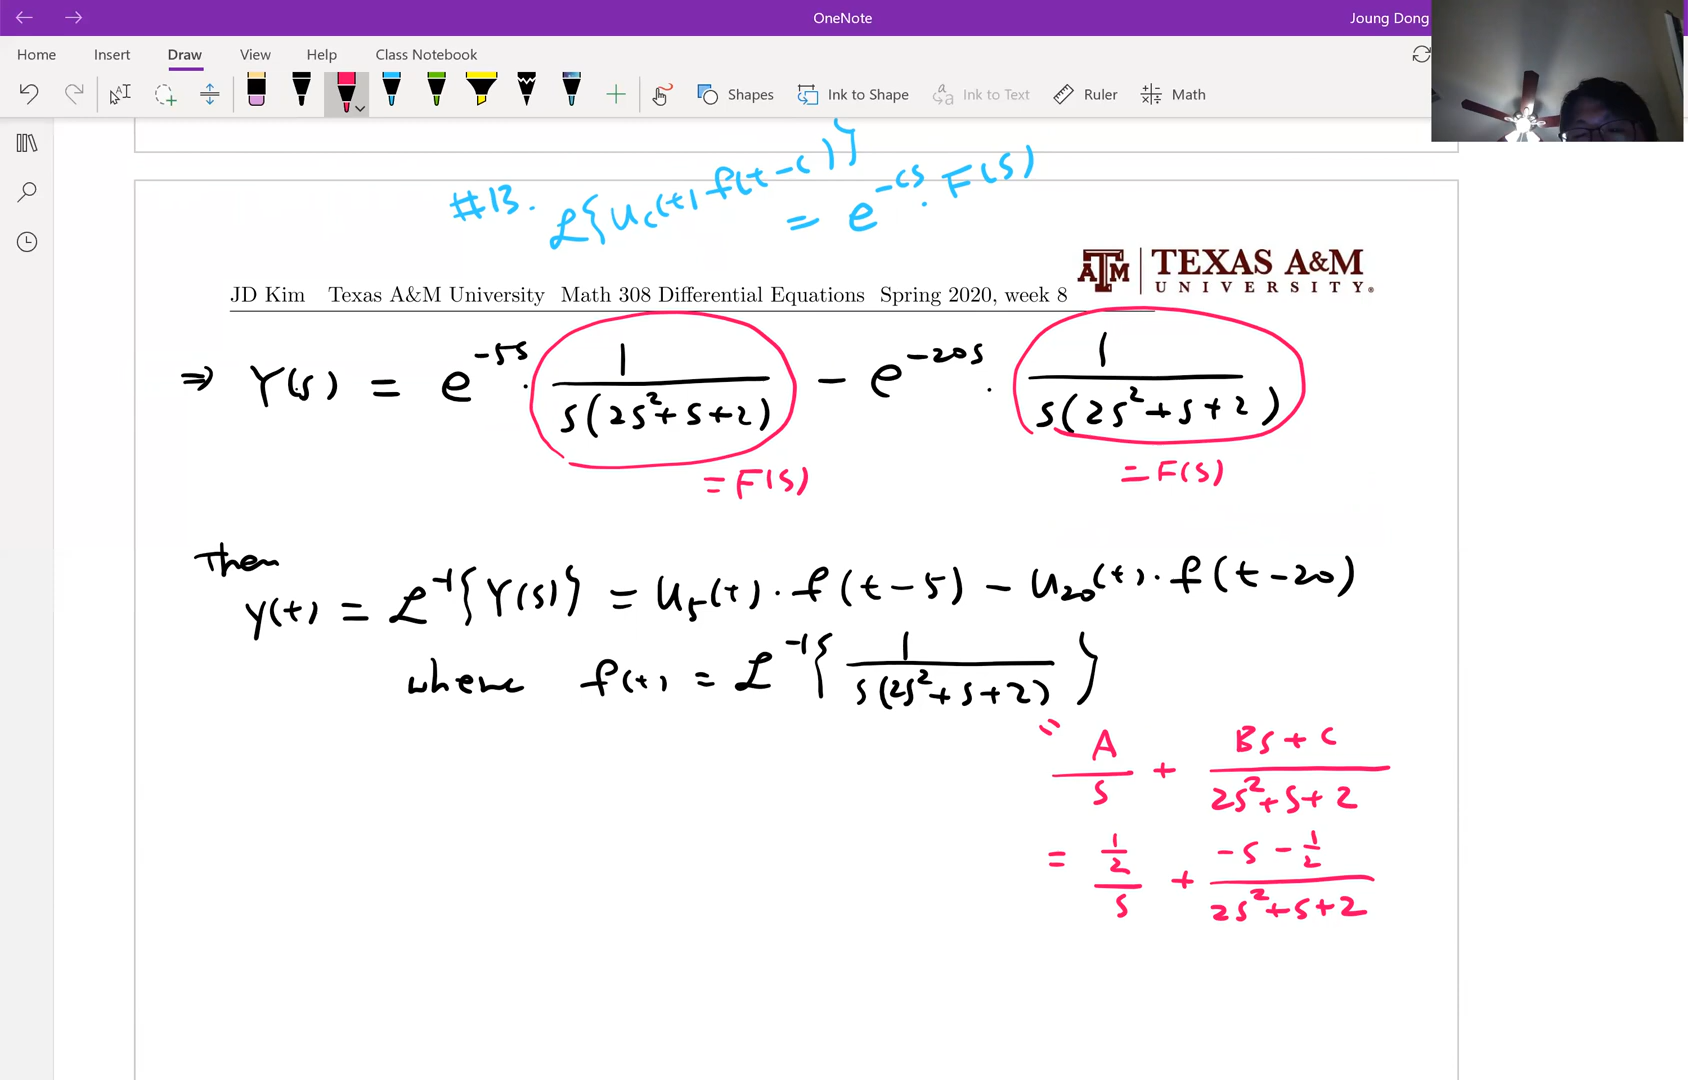 OneNote
Joung Dong
Home Insert Draw View Help Class Notebook
Shapes Ink to Shape Ink to Text Ruler Math
#13. ℒ{u_c(t) f(t-c)}
= e^{-cs} · F(s)
TEXAS A&M
UNIVERSITY.
JD Kim Texas A&M University Math 308 Differential Equations Spring 2020, week 8
⇒ Y(s) = e^{-5s} · 1/(s(2s²+s+2)) − e^{-20s} · 1/(s(2s²+s+2))
= F(s) = F(s)
Then
y(t) = ℒ^{-1}{Y(s)} = u_5(t) · f(t-5) − u_{20}(t) · f(t-20)
where f(t) = ℒ^{-1}{1/(s(2s²+s+2))}
= A/s + (Bs+C)/(2s²+s+2)
= (1/2)/s + (-s - 1/2)/(2s²+s+2)